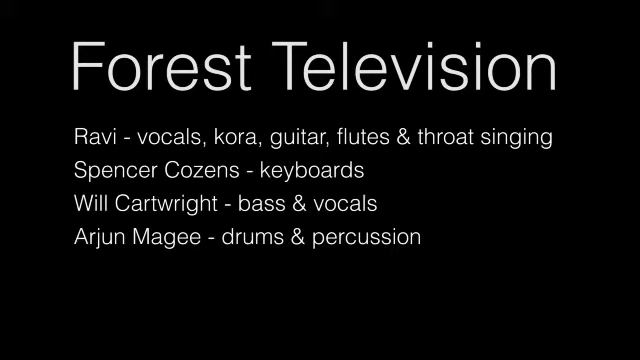 Forest Television
Ravi - vocals, kora, guitar, flutes & throat singing
Spencer Cozens - keyboards
Will Cartwright - bass & vocals
Arjun Magee - drums & percussion